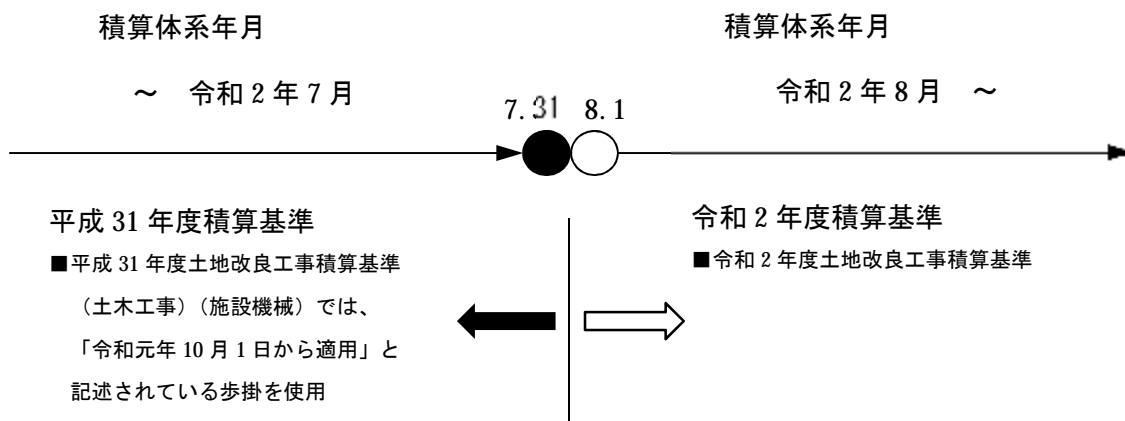 積算体系年月
～ 令和 2 年 7 月
積算体系年月
令和 2 年 8 月 ～
7. 31 8. 1
平成 31 年度積算基準
■平成 31 年度土地改良工事積算基準
（土木工事）（施設機械）では、
「令和元年 10 月 1 日から適用」と
記述されている歩掛を使用
令和 2 年度積算基準
■令和 2 年度土地改良工事積算基準